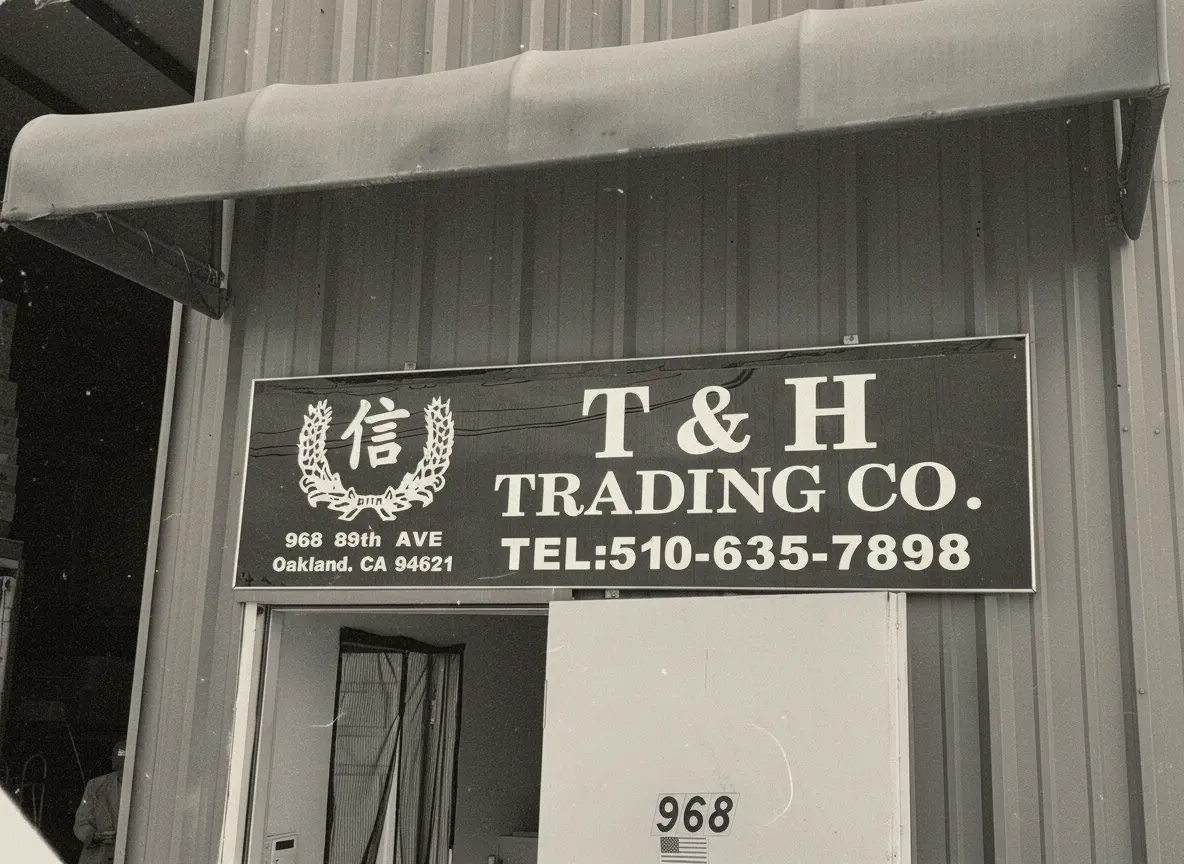 信
968 89th AVE
Oakland. CA 94621
T & H
TRADING CO.
TEL:510-635-7898
968